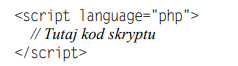 <script language="php">
// Tutaj kod skryptu
</script>